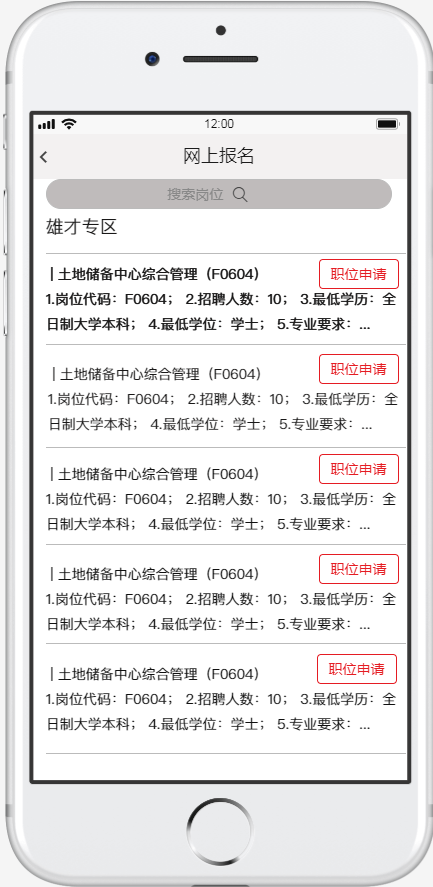 12:00
网上报名
搜索岗位
雄才专区
| 土地储备中心综合管理（F0604） 职位申请
1.岗位代码：F0604； 2.招聘人数：10； 3.最低学历：全
日制大学本科； 4.最低学位：学士； 5.专业要求：...
| 土地储备中心综合管理（F0604） 职位申请
1.岗位代码：F0604； 2.招聘人数：10； 3.最低学历：全
日制大学本科； 4.最低学位：学士； 5.专业要求：...
| 土地储备中心综合管理（F0604） 职位申请
1.岗位代码：F0604； 2.招聘人数：10； 3.最低学历：全
日制大学本科； 4.最低学位：学士； 5.专业要求：...
| 土地储备中心综合管理（F0604） 职位申请
1.岗位代码：F0604； 2.招聘人数：10； 3.最低学历：全
日制大学本科； 4.最低学位：学士； 5.专业要求：...
| 土地储备中心综合管理（F0604） 职位申请
1.岗位代码：F0604； 2.招聘人数：10； 3.最低学历：全
日制大学本科； 4.最低学位：学士； 5.专业要求：...